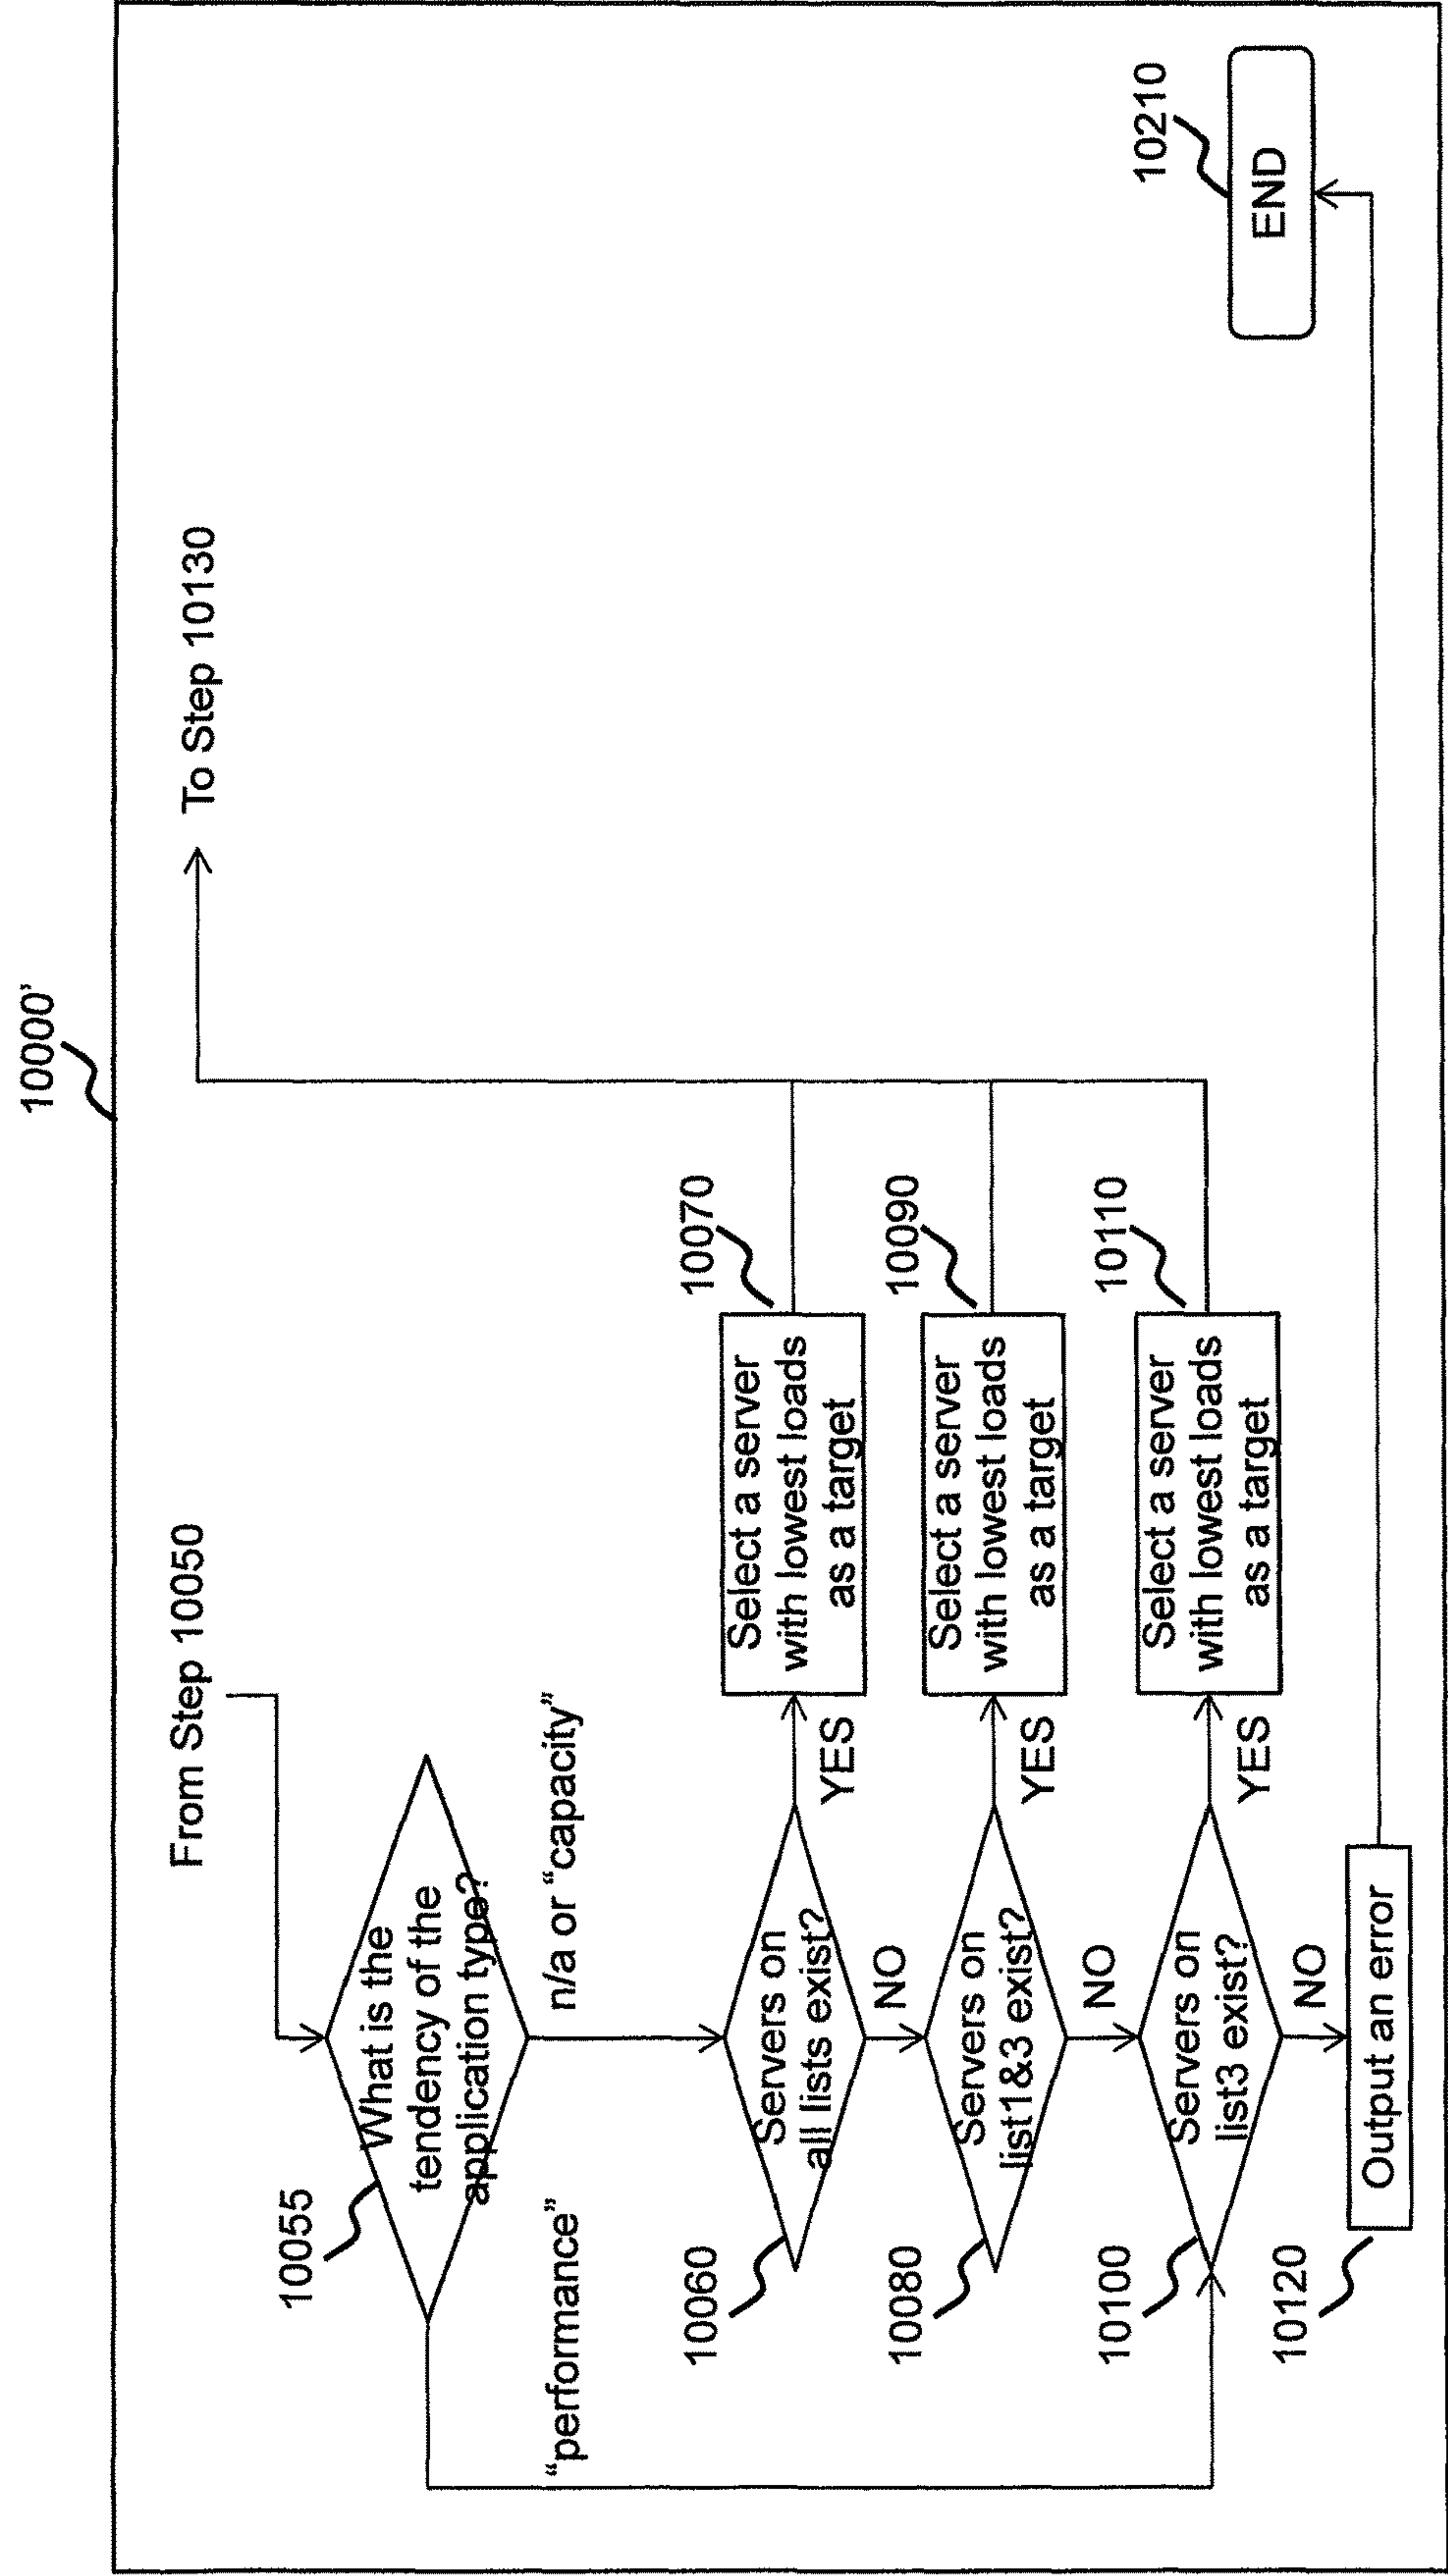 10000’
From Step 10050
To Step 10130
10055
What is the
tendency of the
application type?
“performance”
n/a or “capacity”
10060
Servers on
all lists exist?
YES
Select a server
with lowest loads
as a target
10070
NO
10080
Servers on
list1&3 exist?
YES
Select a server
with lowest loads
as a target
10090
NO
10100
Servers on
list3 exist?
YES
Select a server
with lowest loads
as a target
10110
NO
10120
Output an error
10210
END